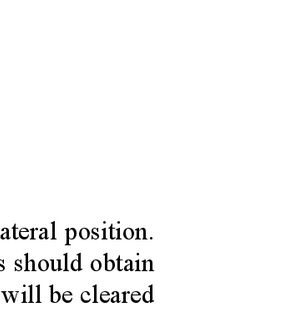 ateral position.
s should obtain
will be cleared